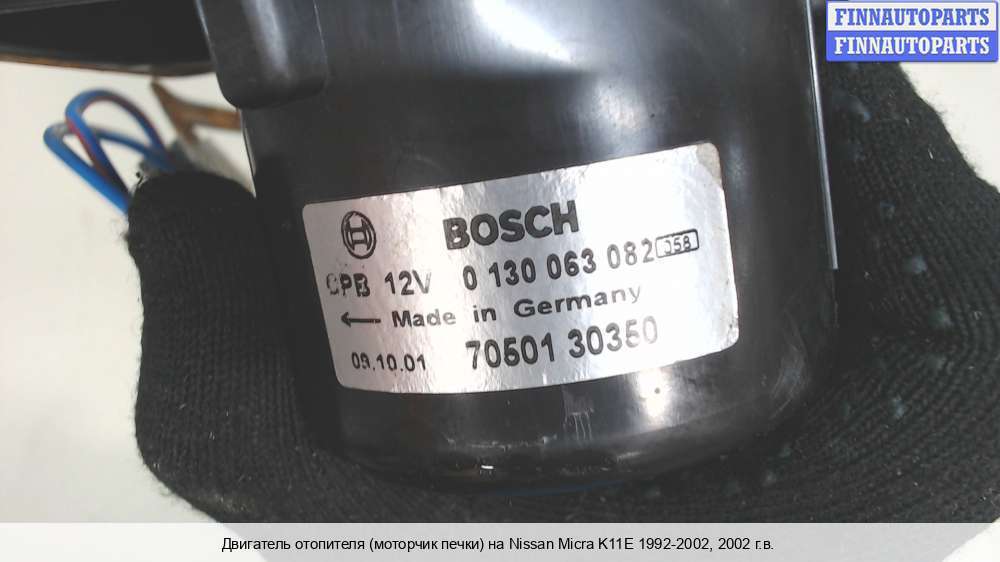 FINNAUTOPARTS
FINNAUTOPARTS
BOSCH
CPB 12V 0 130 063 082 058
Made in Germany
09.10.01 70501 30350
Двигатель отопителя (моторчик печки) на Nissan Micra K11E 1992-2002, 2002 г.в.